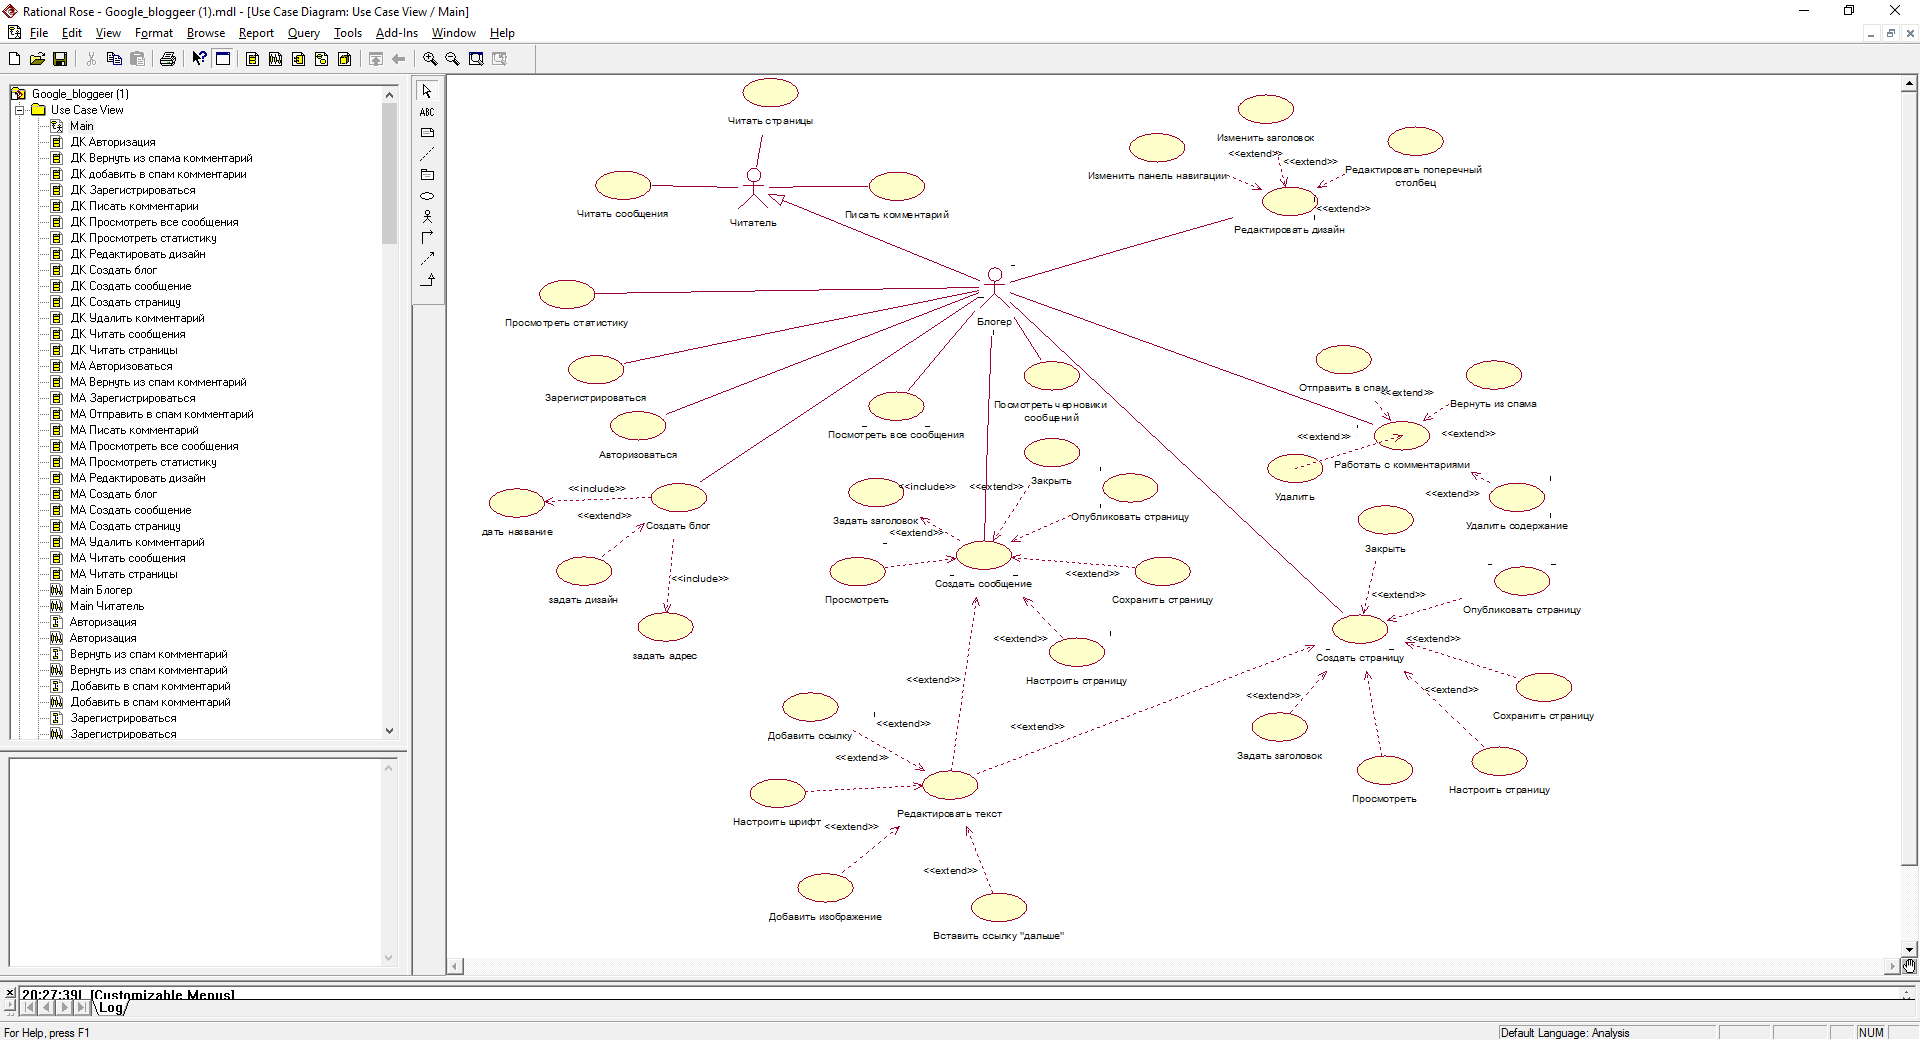 Rational Rose - Google_bloggeer (1).mdl - [Use Case Diagram: Use Case View / Main]
File Edit View Format Browse Report Query Tools Add-Ins Window Help
Google_bloggeer (1)
Use Case View
Main
ДК Авторизация
ДК Вернуть из спама комментарий
ДК добавить в спам комментарии
ДК Зарегистрироваться
ДК Писать комментарии
ДК Просмотреть все сообщения
ДК Просмотреть статистику
ДК Редактировать дизайн
ДК Создать блог
ДК Создать сообщение
ДК Создать страницу
ДК Удалить комментарий
ДК Читать сообщения
ДК Читать страницы
МА Авторизоваться
МА Вернуть из спам комментарий
МА Зарегистрироваться
МА Отправить в спам комментарий
МА Писать комментарий
МА Просмотреть все сообщения
МА Просмотреть статистику
МА Редактировать дизайн
МА Создать блог
МА Создать сообщение
МА Создать страницу
МА Удалить комментарий
МА Читать сообщения
МА Читать страницы
Main Блогер
Main Читатель
Авторизация
Авторизация
Вернуть из спам комментарий
Вернуть из спам комментарий
Добавить в спам комментарий
Добавить в спам комментарий
Зарегистрироваться
Зарегистрироваться
ABC
Читать страницы
Читать сообщения
Читатель
Писать комментарий
Изменить заголовок
<<extend>>
<<extend>>
Изменить панель навигации
Редактировать поперечный
столбец
<<extend>>
Редактировать дизайн
Блогер
Просмотреть статистику
Зарегистрироваться
Авторизоваться
Посмотреть все сообщения
Посмотреть черновики
сообщений
Отправить в спам
<<extend>>
Вернуть из спама
<<extend>>
<<extend>>
Работать с комментариями
Удалить
<<extend>>
Удалить содержание
<<include>>
<<extend>>
дать название
Создать блог
задать дизайн
<<include>>
задать адрес
<<include>>
<<extend>>
Закрыть
Задать заголовок
Опубликовать страницу
<<extend>>
Просмотреть
Создать сообщение
<<extend>>
Сохранить страницу
<<extend>>
Настроить страницу
<<extend>>
Закрыть
<<extend>>
Опубликовать страницу
<<extend>>
Создать страницу
<<extend>>
<<extend>>
Сохранить страницу
Задать заголовок
Просмотреть
Настроить страницу
<<extend>>
Добавить ссылку
<<extend>>
<<extend>>
Настроить шрифт
<<extend>>
Редактировать текст
<<extend>>
Добавить изображение
Вставить ссылку "дальше"
20:27:39| [Customizable Menus]
Log
For Help, press F1
Default Language: Analysis
NUM